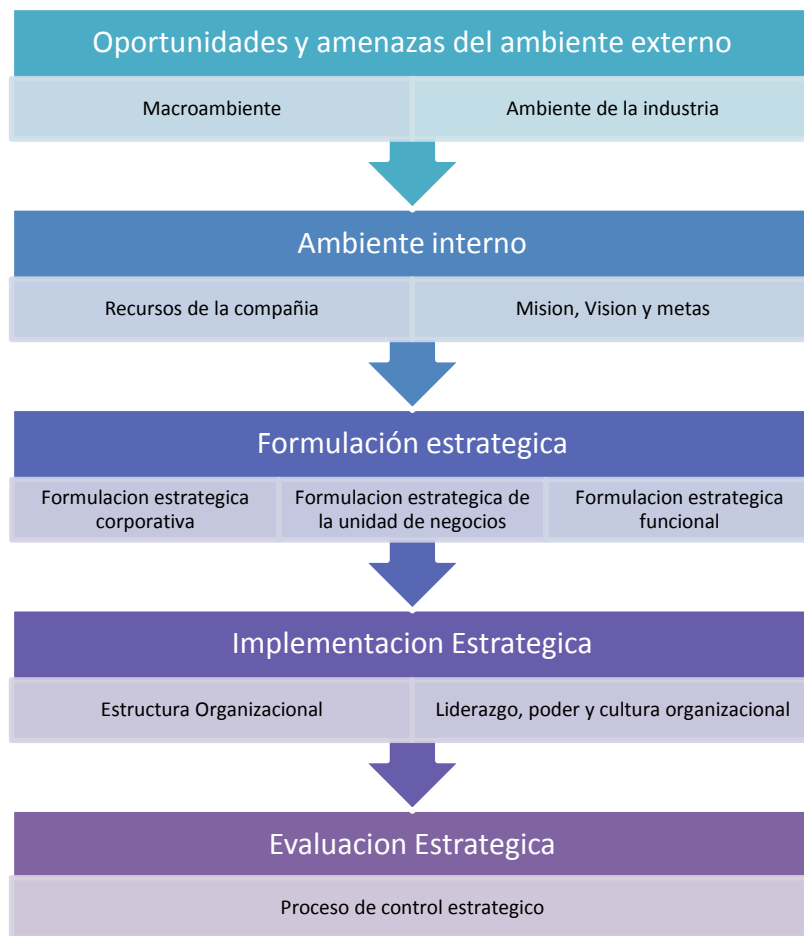 Oportunidades y amenazas del ambiente externo
Macroambiente
Ambiente de la industria
Ambiente interno
Recursos de la compañia
Mision, Vision y metas
Formulación estrategica
Formulacion estrategica
corporativa
Formulacion estrategica de
la unidad de negocios
Formulacion estrategica
funcional
Implementacion Estrategica
Estructura Organizacional
Liderazgo, poder y cultura organizacional
Evaluacion Estrategica
Proceso de control estrategico